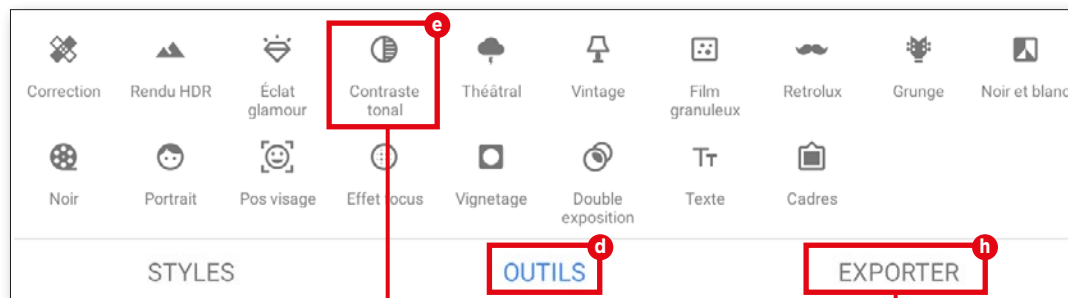 e
Correction Rendu HDR Éclat glamour Contraste tonal Théâtral Vintage Film granuleux Retrolux Grunge Noir et blanc
Noir Portrait Pos visage Effet focus Vignetage Double exposition Tт Texte Cadres
d h
STYLES OUTILS EXPORTER